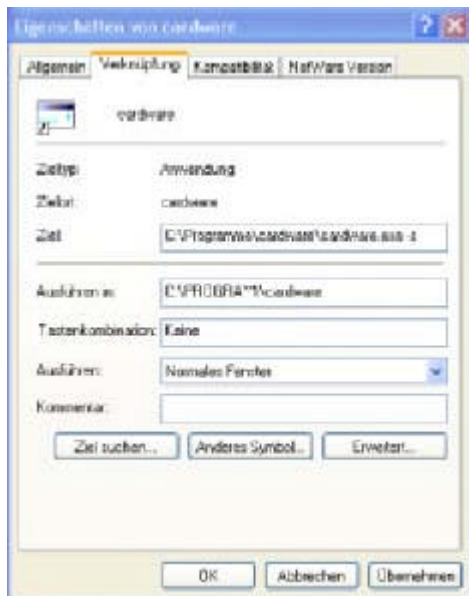 Eigenschaften von cardware
Allgemein Verknüpfung Kompatibilität NetWare Version
cardware
Zieltyp: Anwendung
Zielort: cardware
Ziel: C:\Programme\cardware\cardware.exe
Ausführen in: C:\PROGRA~1\cardware
Tastenkombination: Keine
Ausführen: Normales Fenster
Kommentar:
Ziel suchen... Anderes Symbol... Erweitert...
OK Abbrechen Übernehmen